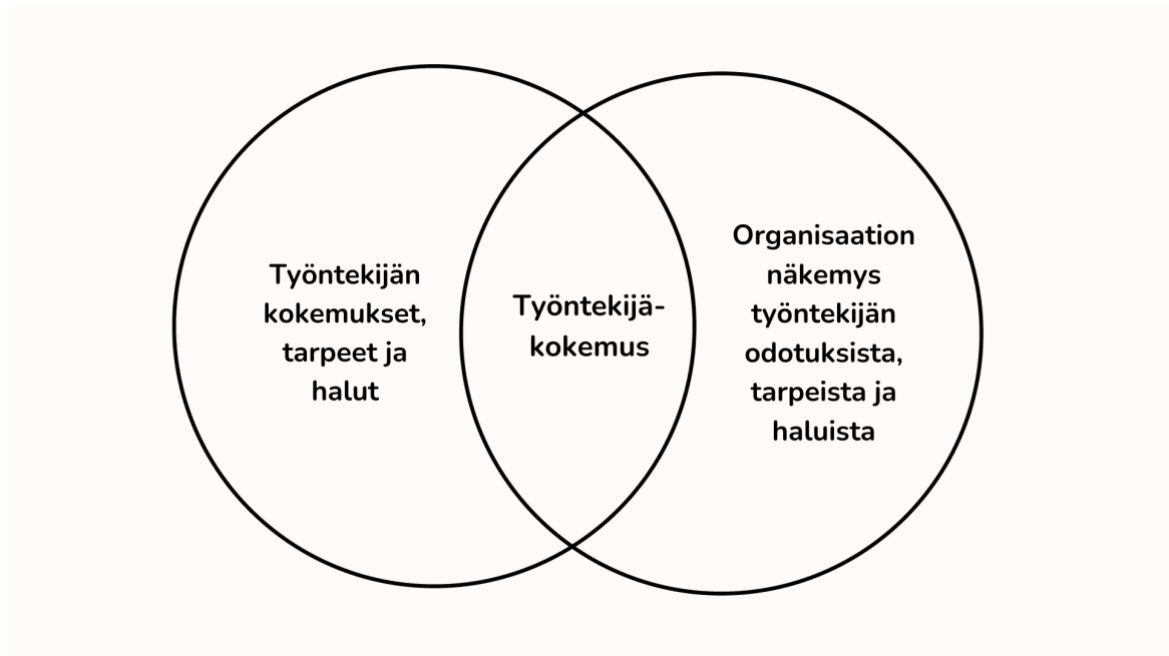 Työntekijän
kokemukset,
tarpeet ja
halut
Työntekijä-
kokemus
Organisaation
näkemys
työntekijän
odotuksista,
tarpeista ja
haluista